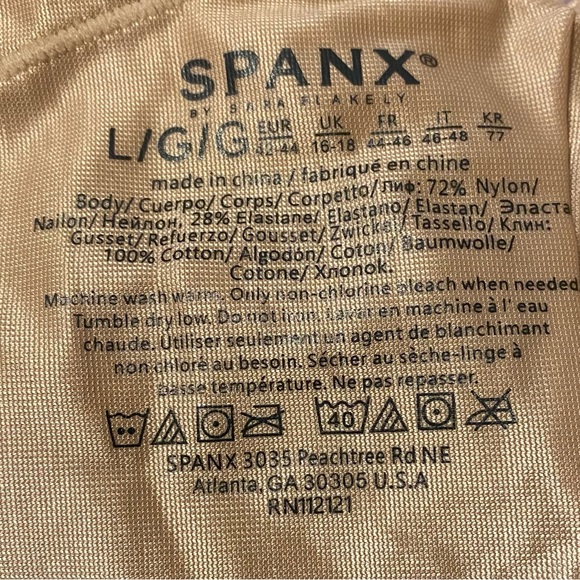 SPANX®
BY SARA BLAKELY
L/G/G EUR 42-44 UK 16-18 FR 44-46 IT 46-48 KR 77
made in china / fabriqué en chine
Body/ Cuerpo/ Corps/ Corpetto/Лиф: 72% Nylon/
Nailon/ Нейлон, 28% Elastane/ Elastano/ Elastan/ Эласта
Gusset/ Refuerzo/ Gousset/ Zwickel/ Tassello/ Клин:
100% Cotton/ Algodón/ Coton/ Baumwolle/
Cotone/ Хлопок.
Machine wash warm. Only non-chlorine bleach when needed
Tumble dry low. Do not iron. Laver en machine à l' eau
chaude. Utiliser seulement un agent de blanchimant
non chloré au besoin. Sécher au sèche-linge à
basse température. Ne pas repasser.
40
SPANX 3035 Peachtree Rd NE
Atlanta, GA 30305 U.S.A
RN112121